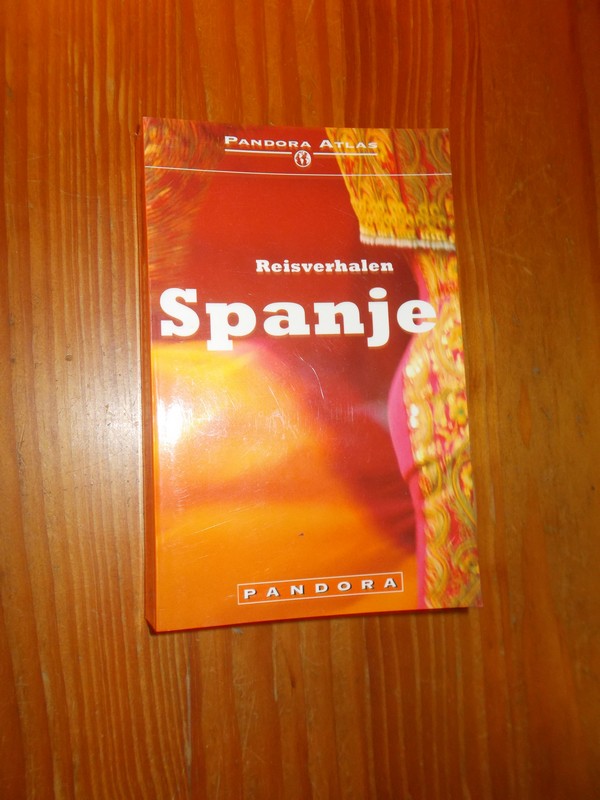 PANDORA ATLAS
Reisverhalen
Spanje
PANDORA